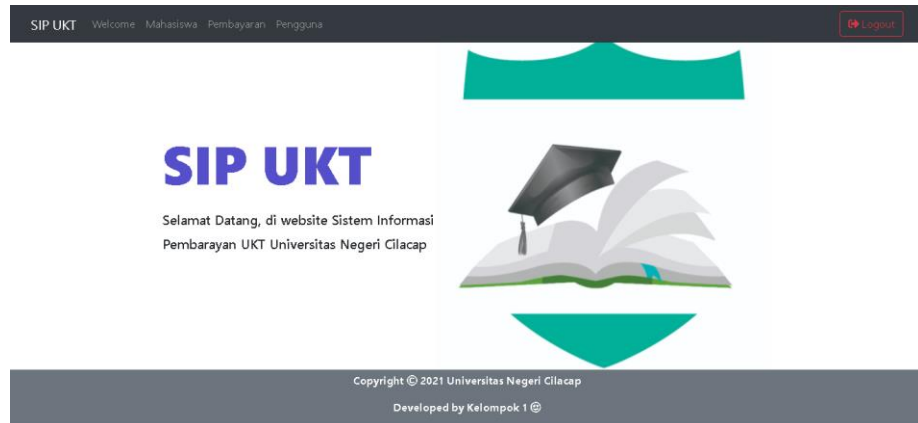 SIP UKT Welcome Mahasiswa Pembayaran Pengguna Logout
SIP UKT
Selamat Datang, di website Sistem Informasi
Pembarayan UKT Universitas Negeri Cilacap
Copyright © 2021 Universitas Negeri Cilacap
Developed by Kelompok 1